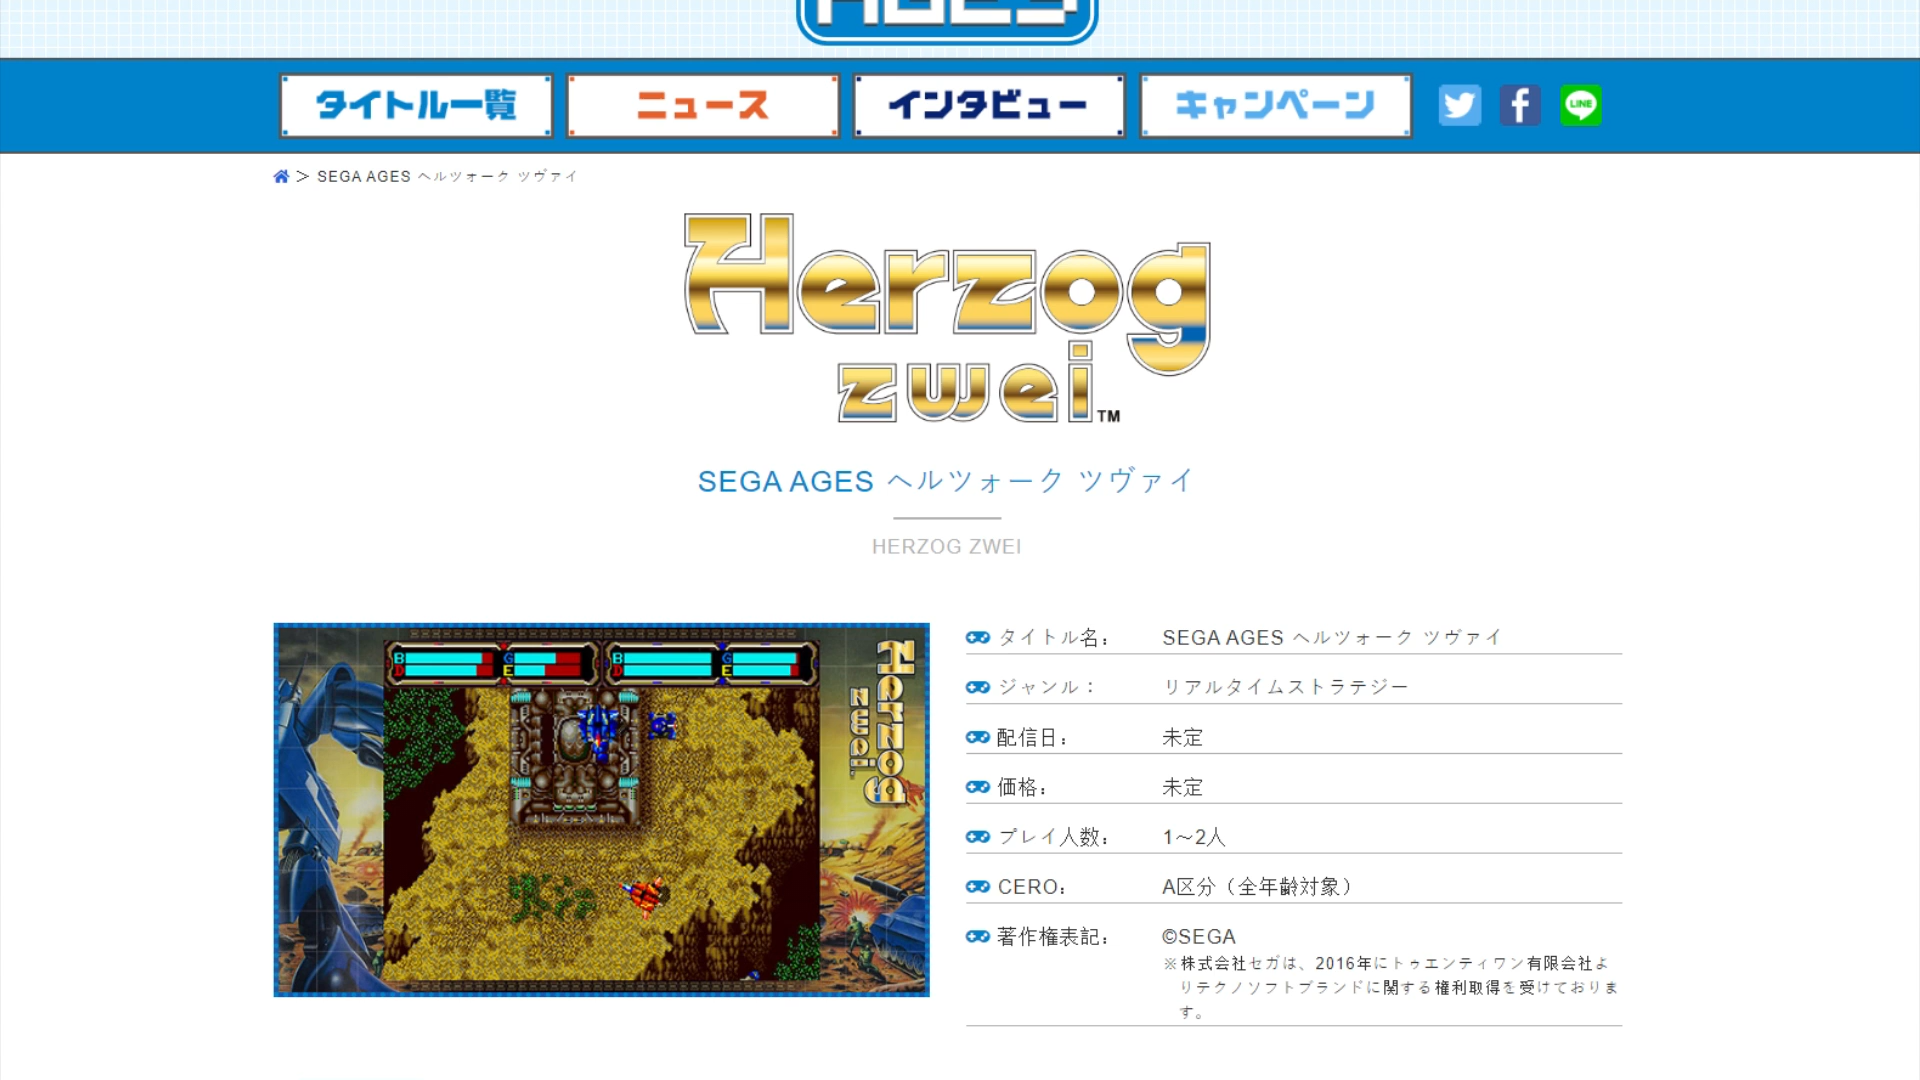 AGES
タイトル一覧
ニュース
インタビュー
キャンペーン
LINE
> SEGA AGES ヘルツォーク ツヴァイ
Herzog
zwei™
SEGA AGES ヘルツォーク ツヴァイ
HERZOG ZWEI
B G B G
D E D E
Herzog
zwei
タイトル名： SEGA AGES ヘルツォーク ツヴァイ
ジャンル： リアルタイムストラテジー
配信日： 未定
価格： 未定
プレイ人数： 1～2人
CERO： A区分（全年齢対象）
著作権表記： ©SEGA
※株式会社セガは、2016年にトゥエンティワン有限会社よ
りテクノソフトブランドに関する権利取得を受けておりま
す。